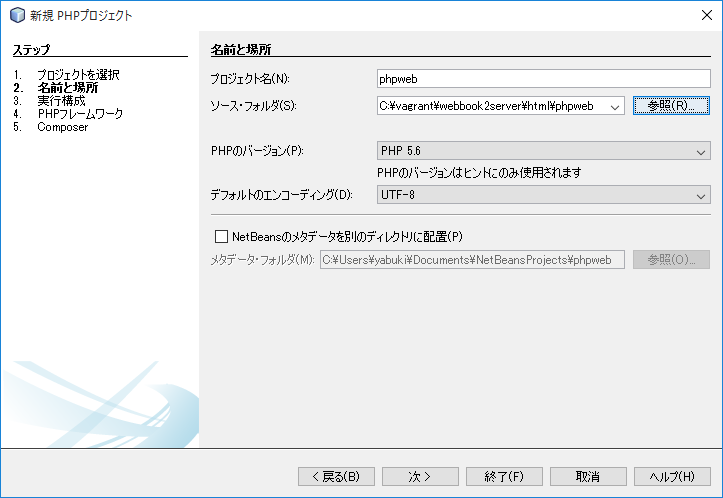 新規 PHPプロジェクト
ステップ
1. プロジェクトを選択
2. 名前と場所
3. 実行構成
4. PHPフレームワーク
5. Composer
名前と場所
プロジェクト名(N): phpweb
ソース・フォルダ(S): C:¥vagrant¥webbook2server¥html¥phpweb 参照(R)...
PHPのバージョン(P): PHP 5.6
PHPのバージョンはヒントにのみ使用されます
デフォルトのエンコーディング(D): UTF-8
NetBeansのメタデータを別のディレクトリに配置(P)
メタデータ・フォルダ(M): C:¥Users¥yabuki¥Documents¥NetBeansProjects¥phpweb 参照(O)...
< 戻る(B) 次 > 終了(F) 取消 ヘルプ(H)